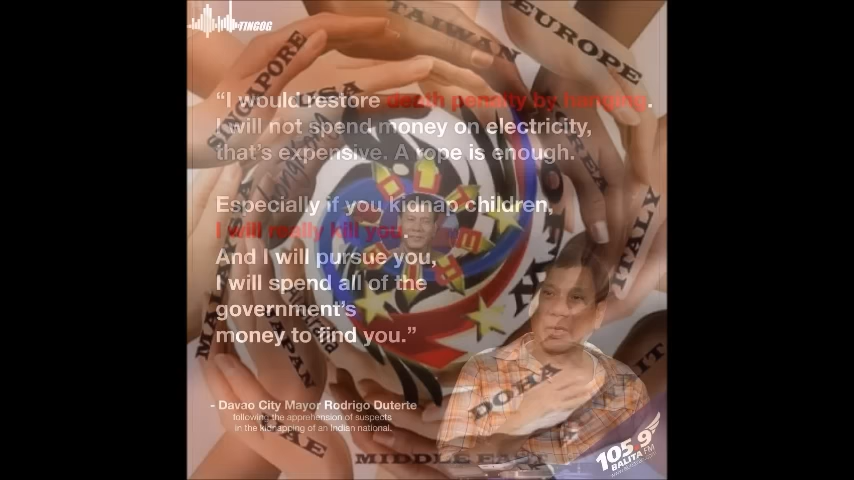 TINGOG
TAIWAN
EUROPE
SINGAPORE
USA
"I would restore death penalty by hanging.
I will not spend money on electricity,
that's expensive. A rope is enough.
Especially if you kidnap children,
I will really kill you.
And I will pursue you,
I will spend all of the
government's
money to find you."
ITALY
JAPAN
DOHA
UAE
MIDDLE EAST
- Davao City Mayor Rodrigo Duterte
following the apprehension of suspects
in the kidnapping of an Indian national.
105.9
BALITA FM